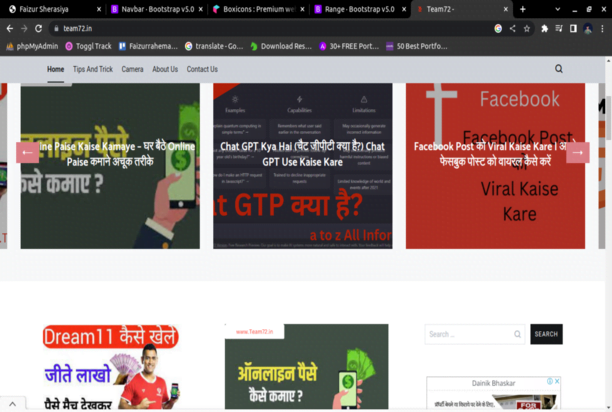 Faizur Sherasiya
Navbar · Bootstrap v5.0
Boxicons : Premium we
Range · Bootstrap v5.0
Team72 -
team72.in
phpMyAdmin
Toggl Track
Faizurrahema...
translate - Go...
Download Res...
30+ FREE Port...
50 Best Portfo...
Home Tips And Trick Camera About Us Contact Us
ऑनलाइन पैसे
कैसे कमाए ?
ine Paise Kaise Kamaye – घर बैठे Online
Paise कमाने अचूक तरीके
Examples Capabilities Limitations
Chat GPT Kya Hai (चैट जीपीटी क्या है?) Chat
GPT Use Kaise Kare
at GTP क्या है?
a to z All Infor
Facebook
Facebook Post को Viral Kaise Kare I
फेसबुक पोस्ट को वायरल कैसे करें
Viral Kaise
Kare
Dream11 कैसे खेले
जीते लाखो
पैसे मैच देखकर
www.Team72.in
ऑनलाइन पैसे
कैसे कमाए ?
Search ...
SEARCH
Dainik Bhaskar
FOR